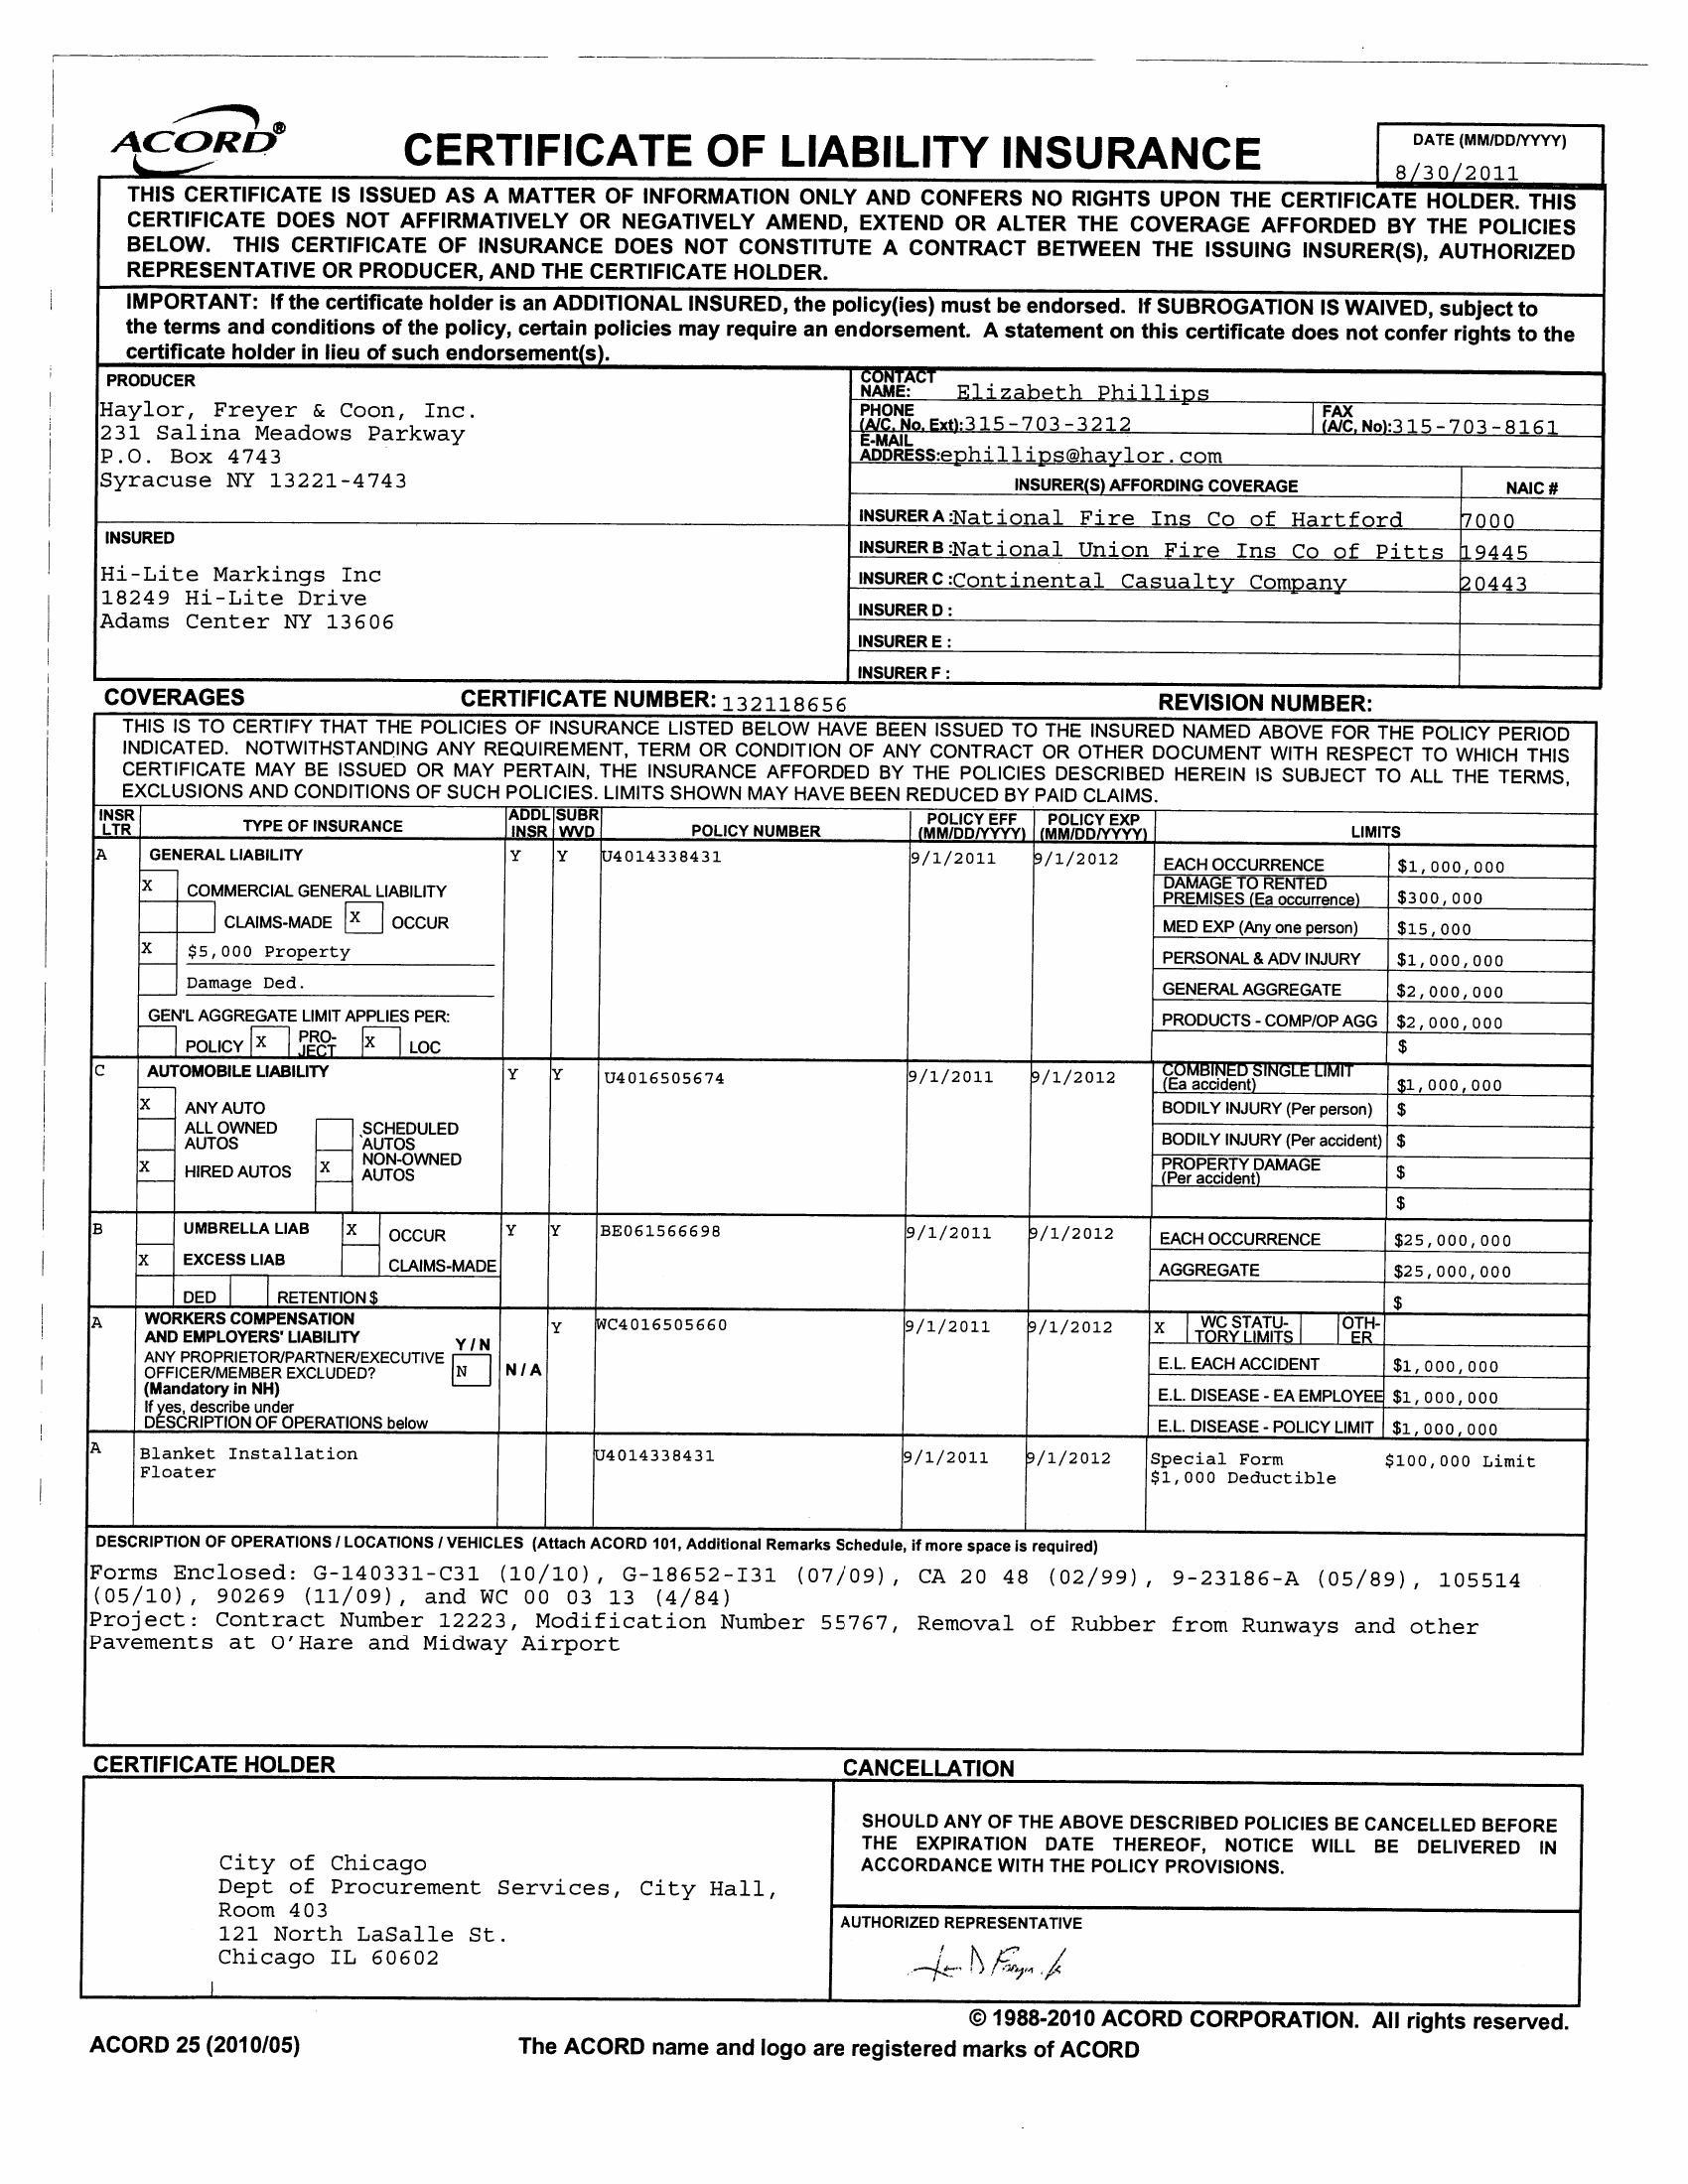 ACORD®
CERTIFICATE OF LIABILITY INSURANCE
DATE (MM/DD/YYYY)
8/30/2011
THIS CERTIFICATE IS ISSUED AS A MATTER OF INFORMATION ONLY AND CONFERS NO RIGHTS UPON THE CERTIFICATE HOLDER. THIS
CERTIFICATE DOES NOT AFFIRMATIVELY OR NEGATIVELY AMEND, EXTEND OR ALTER THE COVERAGE AFFORDED BY THE POLICIES
BELOW. THIS CERTIFICATE OF INSURANCE DOES NOT CONSTITUTE A CONTRACT BETWEEN THE ISSUING INSURER(S), AUTHORIZED
REPRESENTATIVE OR PRODUCER, AND THE CERTIFICATE HOLDER.
IMPORTANT: If the certificate holder is an ADDITIONAL INSURED, the policy(ies) must be endorsed. If SUBROGATION IS WAIVED, subject to
the terms and conditions of the policy, certain policies may require an endorsement. A statement on this certificate does not confer rights to the
certificate holder in lieu of such endorsement(s).
PRODUCER
Haylor, Freyer & Coon, Inc.
231 Salina Meadows Parkway
P.O. Box 4743
Syracuse NY 13221-4743
CONTACT
NAME: Elizabeth Phillips
PHONE
(A/C, No, Ext):315-703-3212
FAX
(A/C, No):315-703-8161
E-MAIL
ADDRESS:ephillips@haylor.com
INSURER(S) AFFORDING COVERAGE NAIC #
INSURER A :National Fire Ins Co of Hartford 7000
INSURED
INSURER B :National Union Fire Ins Co of Pitts 19445
Hi-Lite Markings Inc
18249 Hi-Lite Drive
Adams Center NY 13606
INSURER C :Continental Casualty Company 20443
INSURER D :
INSURER E :
INSURER F :
COVERAGES CERTIFICATE NUMBER: 132118656 REVISION NUMBER:
THIS IS TO CERTIFY THAT THE POLICIES OF INSURANCE LISTED BELOW HAVE BEEN ISSUED TO THE INSURED NAMED ABOVE FOR THE POLICY PERIOD
INDICATED. NOTWITHSTANDING ANY REQUIREMENT, TERM OR CONDITION OF ANY CONTRACT OR OTHER DOCUMENT WITH RESPECT TO WHICH THIS
CERTIFICATE MAY BE ISSUED OR MAY PERTAIN, THE INSURANCE AFFORDED BY THE POLICIES DESCRIBED HEREIN IS SUBJECT TO ALL THE TERMS,
EXCLUSIONS AND CONDITIONS OF SUCH POLICIES. LIMITS SHOWN MAY HAVE BEEN REDUCED BY PAID CLAIMS.
INSR LTR TYPE OF INSURANCE ADDL INSR SUBR WVD POLICY NUMBER POLICY EFF (MM/DD/YYYY) POLICY EXP (MM/DD/YYYY) LIMITS
A GENERAL LIABILITY Y Y U4014338431 9/1/2011 9/1/2012
X COMMERCIAL GENERAL LIABILITY
CLAIMS-MADE X OCCUR
X $5,000 Property
Damage Ded.
GEN'L AGGREGATE LIMIT APPLIES PER:
POLICY X PRO-JECT X LOC
EACH OCCURRENCE $1,000,000
DAMAGE TO RENTED
PREMISES (Ea occurrence) $300,000
MED EXP (Any one person) $15,000
PERSONAL & ADV INJURY $1,000,000
GENERAL AGGREGATE $2,000,000
PRODUCTS - COMP/OP AGG $2,000,000
$
C AUTOMOBILE LIABILITY Y Y U4016505674 9/1/2011 9/1/2012
X ANY AUTO
ALL OWNED AUTOS
SCHEDULED AUTOS
X HIRED AUTOS X NON-OWNED AUTOS
COMBINED SINGLE LIMIT
(Ea accident) $1,000,000
BODILY INJURY (Per person) $
BODILY INJURY (Per accident) $
PROPERTY DAMAGE
(Per accident) $
$
B UMBRELLA LIAB X OCCUR Y Y BE061566698 9/1/2011 9/1/2012
X EXCESS LIAB CLAIMS-MADE
DED RETENTION $
EACH OCCURRENCE $25,000,000
AGGREGATE $25,000,000
$
A WORKERS COMPENSATION Y WC4016505660 9/1/2011 9/1/2012
AND EMPLOYERS' LIABILITY Y / N
ANY PROPRIETOR/PARTNER/EXECUTIVE
OFFICER/MEMBER EXCLUDED? N N / A
(Mandatory in NH)
If yes, describe under
DESCRIPTION OF OPERATIONS below
X WC STATU-TORY LIMITS OTH-ER
E.L. EACH ACCIDENT $1,000,000
E.L. DISEASE - EA EMPLOYEE $1,000,000
E.L. DISEASE - POLICY LIMIT $1,000,000
A Blanket Installation U4014338431 9/1/2011 9/1/2012 Special Form $100,000 Limit
Floater $1,000 Deductible
DESCRIPTION OF OPERATIONS / LOCATIONS / VEHICLES (Attach ACORD 101, Additional Remarks Schedule, if more space is required)
Forms Enclosed: G-140331-C31 (10/10), G-18652-I31 (07/09), CA 20 48 (02/99), 9-23186-A (05/89), 105514
(05/10), 90269 (11/09), and WC 00 03 13 (4/84)
Project: Contract Number 12223, Modification Number 55767, Removal of Rubber from Runways and other
Pavements at O'Hare and Midway Airport
CERTIFICATE HOLDER
City of Chicago
Dept of Procurement Services, City Hall,
Room 403
121 North LaSalle St.
Chicago IL 60602
CANCELLATION
SHOULD ANY OF THE ABOVE DESCRIBED POLICIES BE CANCELLED BEFORE
THE EXPIRATION DATE THEREOF, NOTICE WILL BE DELIVERED IN
ACCORDANCE WITH THE POLICY PROVISIONS.
AUTHORIZED REPRESENTATIVE
© 1988-2010 ACORD CORPORATION. All rights reserved.
ACORD 25 (2010/05) The ACORD name and logo are registered marks of ACORD